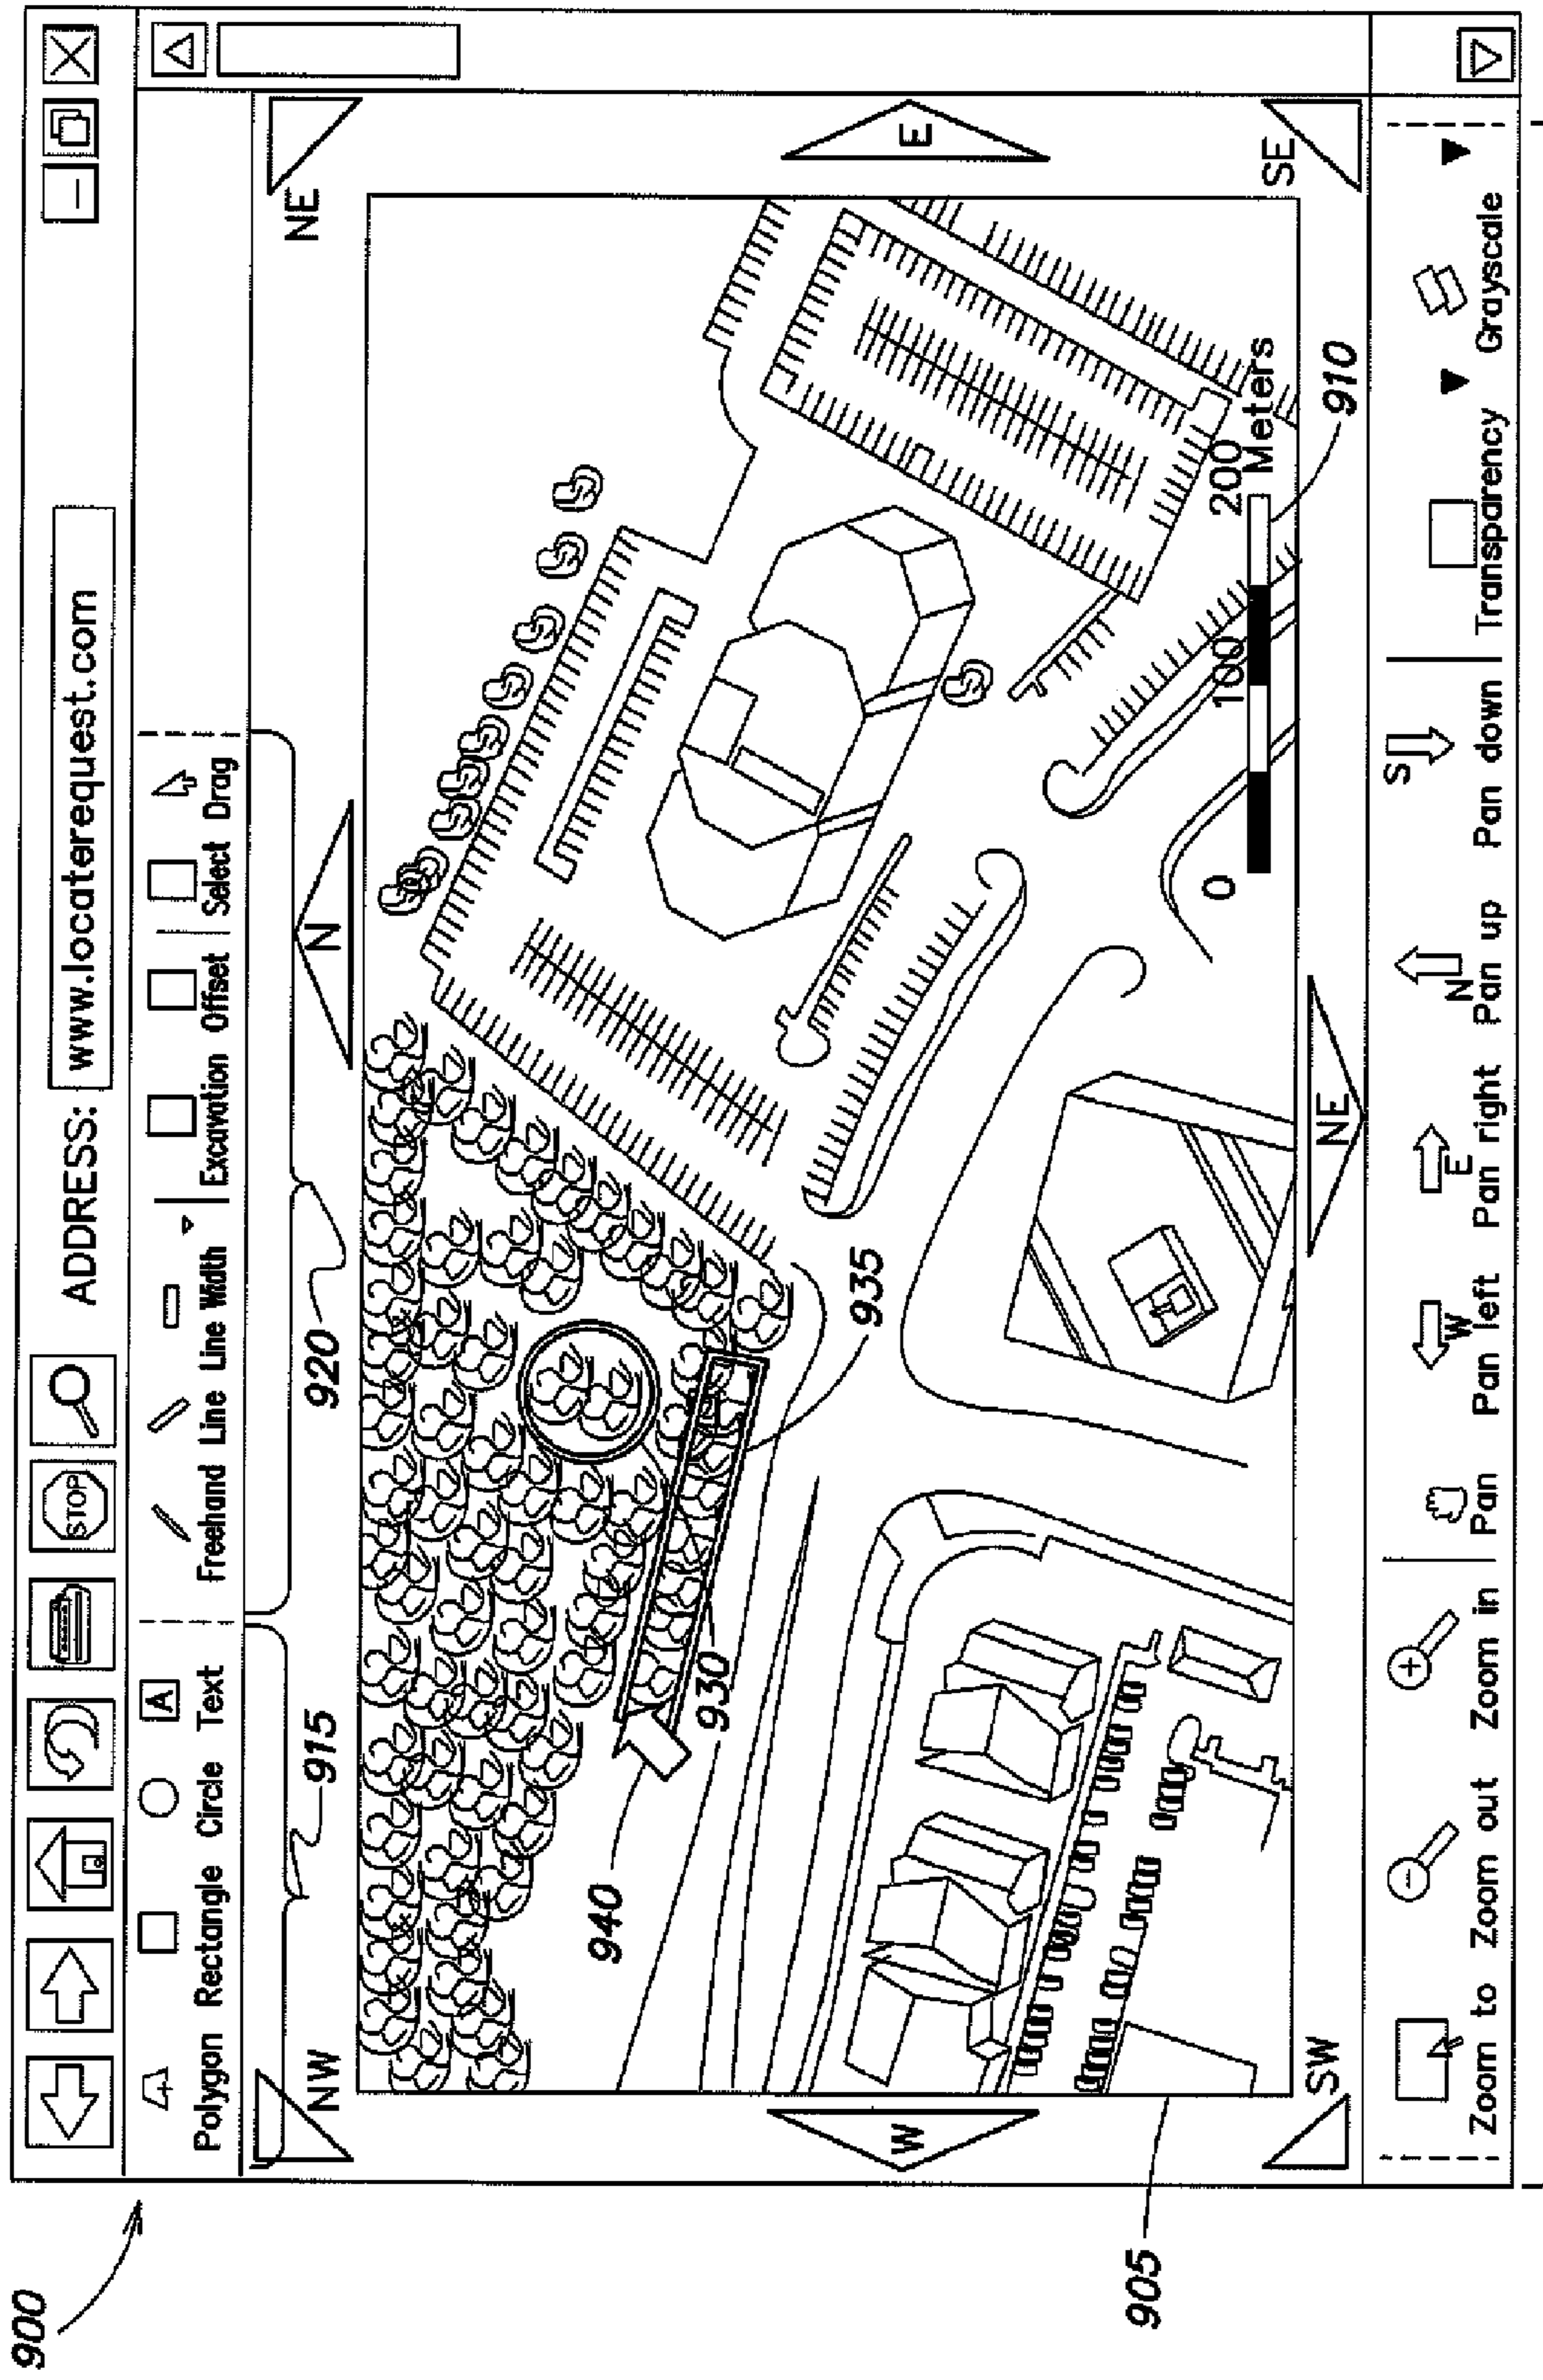 900
STOP
ADDRESS: www.locaterequest.com
A
Polygon Rectangle Circle Text Freehand Line Line Width Excavation Offset Select Drag
915
920
NW
N
NE
W
E
940
930
935
0 100 200
Meters
910
905
SW
NE
SE
W E N S
Zoom to Zoom out Zoom in Pan Pan left Pan right Pan up Pan down Transparency Grayscale